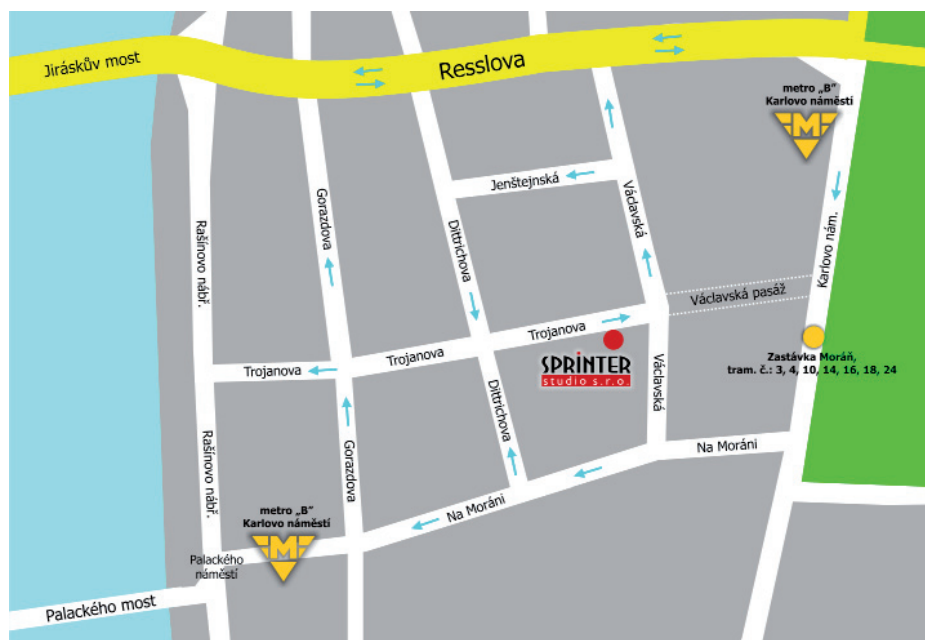 Jiráskův most
Resslova
metro „B"
Karlovo náměstí
M
Jenštejnská
Gorazdova
Rašínovo nábř.
Dittrichova
Václavská
Karlovo nám.
Václavská pasáž
Trojanova
Trojanova
Trojanova
SPRINTER
studio s.r.o.
Zastávka Moráň,
tram. č.: 3, 4, 10, 14, 16, 18, 24
Václavská
Dittrichova
Gorazdova
Rašínovo nábř.
Na Moráni
Na Moráni
metro „B"
Karlovo náměstí
M
Palackého
náměstí
Palackého most